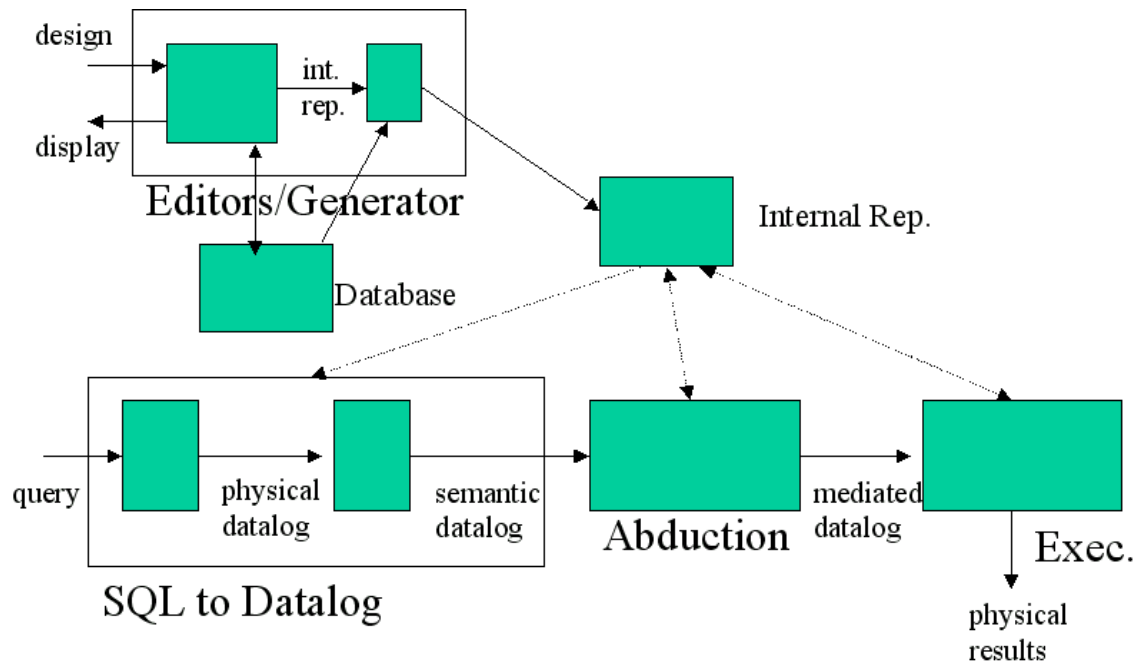 design
int.
rep.
display
Editors/Generator
Internal Rep.
Database
query
physical
datalog
semantic
datalog
mediated
datalog
Abduction
Exec.
SQL to Datalog
physical
results